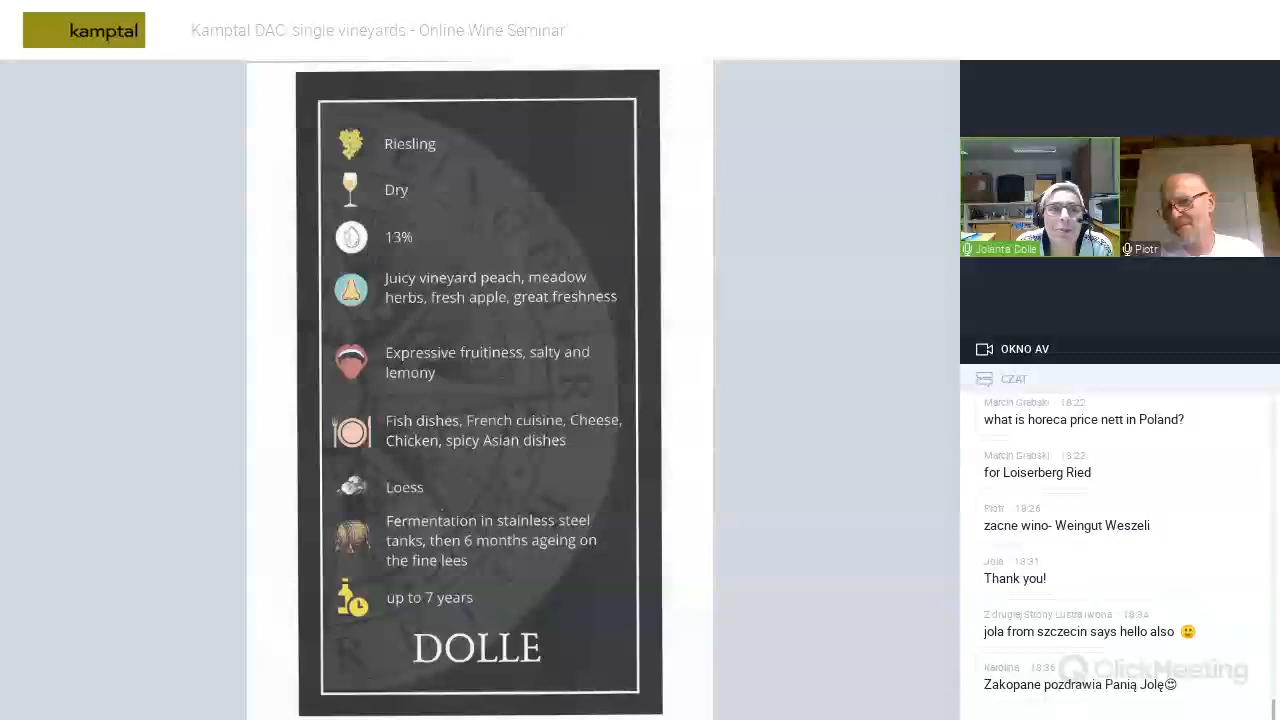 kamptal
Kamptal DAC single vineyards - Online Wine Seminar
Riesling
Dry
13%
Juicy vineyard peach, meadow
herbs, fresh apple, great freshness
Expressive fruitiness, salty and
lemony
Fish dishes, French cuisine, Cheese,
Chicken, spicy Asian dishes
Loess
Fermentation in stainless steel
tanks, then 6 months ageing on
the fine lees
up to 7 years
DOLLE
Jolanta Dolle
Piotr
OKNO AV
CZAT
Marcin Grabski 18:22
what is horeca price nett in Poland?
Marcin Grabski 18:22
for Loiserberg Ried
Piotr 18:26
zacne wino- Weingut Weszeli
Jola 18:31
Thank you!
Z drugiej Strony Lustra Iwona 18:34
jola from szczecin says hello also 🙂
Karolina 18:36
Zakopane pozdrawia Panią Jolę😍
ClickMeeting